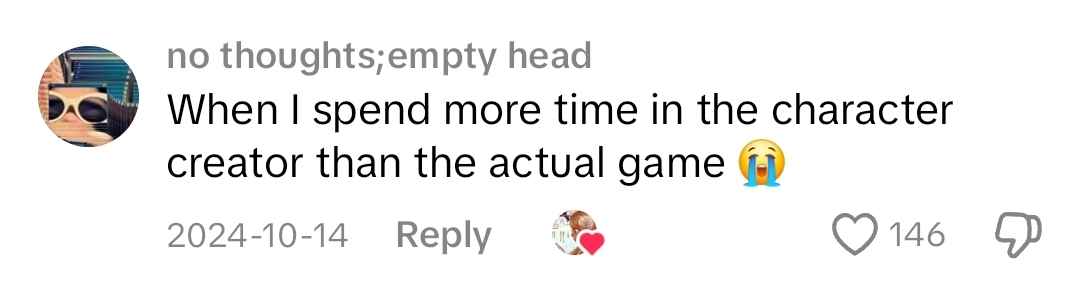 no thoughts;empty head
When I spend more time in the character
creator than the actual game 😭
2024-10-14 Reply 146